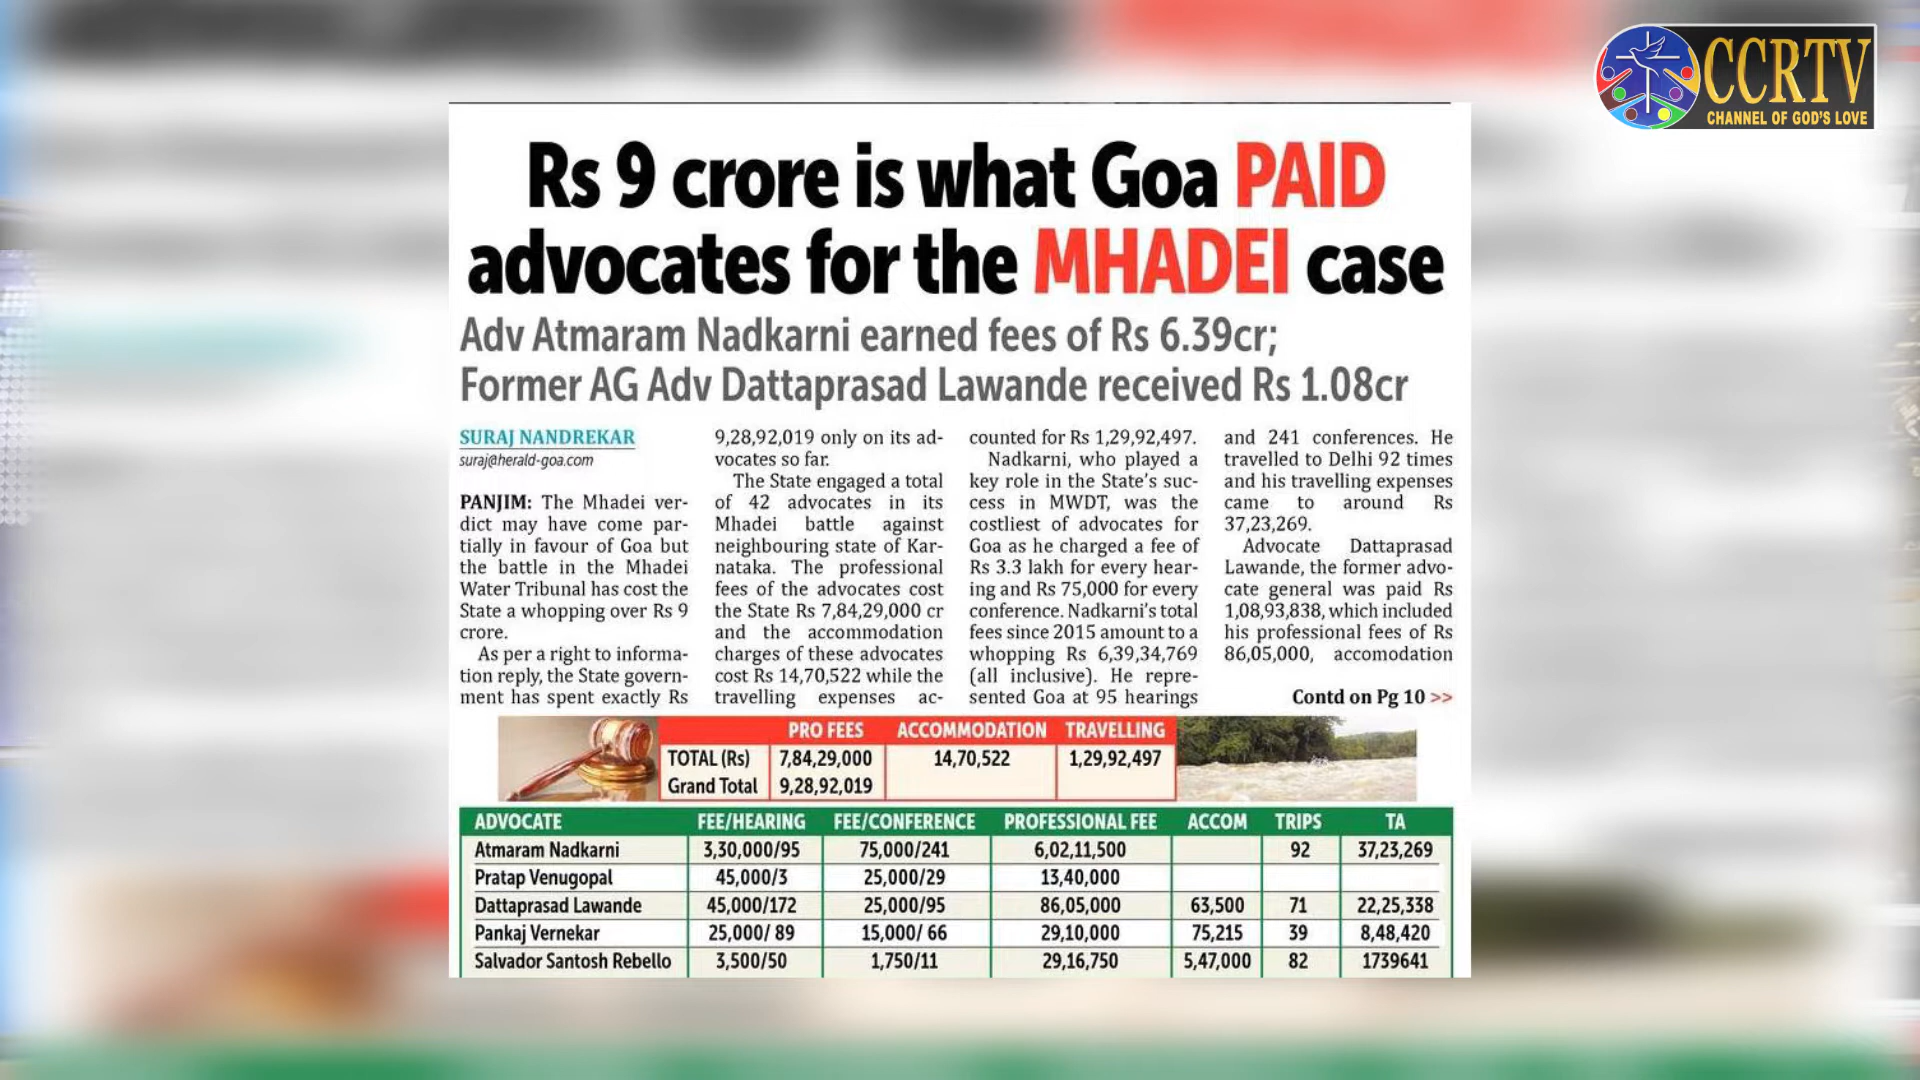 CCRTV
CHANNEL OF GOD'S LOVE
Rs 9 crore is what Goa PAID
advocates for the MHADEI case
Adv Atmaram Nadkarni earned fees of Rs 6.39cr;
Former AG Adv Dattaprasad Lawande received Rs 1.08cr
SURAJ NANDREKAR
suraj@herald-goa.com
PANJIM: The Mhadei ver-
dict may have come par-
tially in favour of Goa but
the battle in the Mhadei
Water Tribunal has cost the
State a whopping over Rs 9
crore.
As per a right to informa-
tion reply, the State govern-
ment has spent exactly Rs
9,28,92,019 only on its ad-
vocates so far.
The State engaged a total
of 42 advocates in its
Mhadei battle against
neighbouring state of Kar-
nataka. The professional
fees of the advocates cost
the State Rs 7,84,29,000 cr
and the accommodation
charges of these advocates
cost Rs 14,70,522 while the
travelling expenses ac-
counted for Rs 1,29,92,497.
Nadkarni, who played a
key role in the State's suc-
cess in MWDT, was the
costliest of advocates for
Goa as he charged a fee of
Rs 3.3 lakh for every hear-
ing and Rs 75,000 for every
conference. Nadkarni's total
fees since 2015 amount to a
whopping Rs 6,39,34,769
(all inclusive). He repre-
sented Goa at 95 hearings
and 241 conferences. He
travelled to Delhi 92 times
and his travelling expenses
came to around Rs
37,23,269.
Advocate Dattaprasad
Lawande, the former advo-
cate general was paid Rs
1,08,93,838, which included
his professional fees of Rs
86,05,000, accomodation
Contd on Pg 10 >>
PRO FEES ACCOMMODATION TRAVELLING
TOTAL (Rs) 7,84,29,000 14,70,522 1,29,92,497
Grand Total 9,28,92,019
ADVOCATE FEE/HEARING FEE/CONFERENCE PROFESSIONAL FEE ACCOM TRIPS TA
Atmaram Nadkarni 3,30,000/95 75,000/241 6,02,11,500 92 37,23,269
Pratap Venugopal 45,000/3 25,000/29 13,40,000
Dattaprasad Lawande 45,000/172 25,000/95 86,05,000 63,500 71 22,25,338
Pankaj Vernekar 25,000/ 89 15,000/ 66 29,10,000 75,215 39 8,48,420
Salvador Santosh Rebello 3,500/50 1,750/11 29,16,750 5,47,000 82 1739641